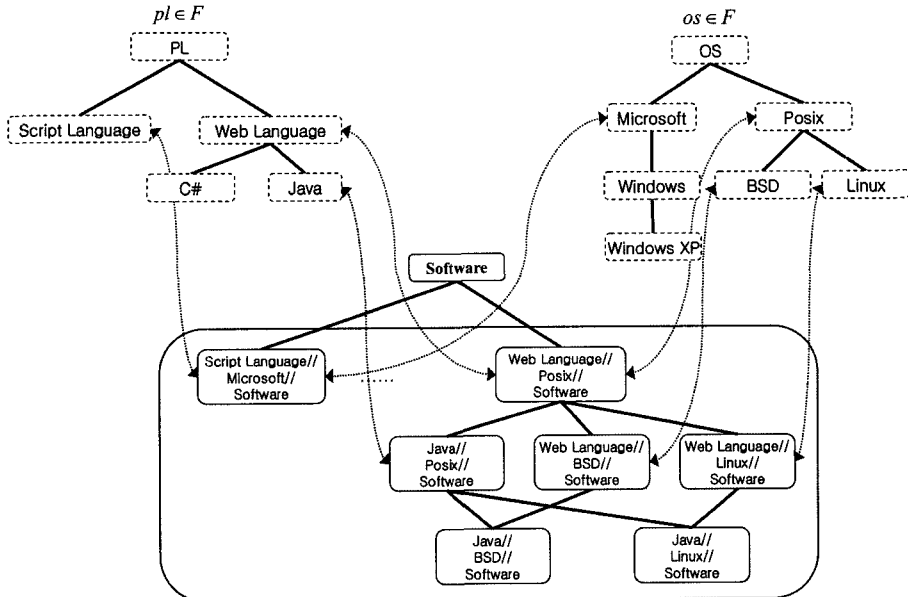 pl ∈ F
PL
Script Language
Web Language
C#
Java
os ∈ F
OS
Microsoft
Posix
Windows
BSD
Linux
Windows XP
Software
Script Language//
Microsoft//
Software
......
Web Language//
Posix//
Software
Java//
Posix//
Software
Web Language//
BSD//
Software
Web Language//
Linux//
Software
Java//
BSD//
Software
Java//
Linux//
Software